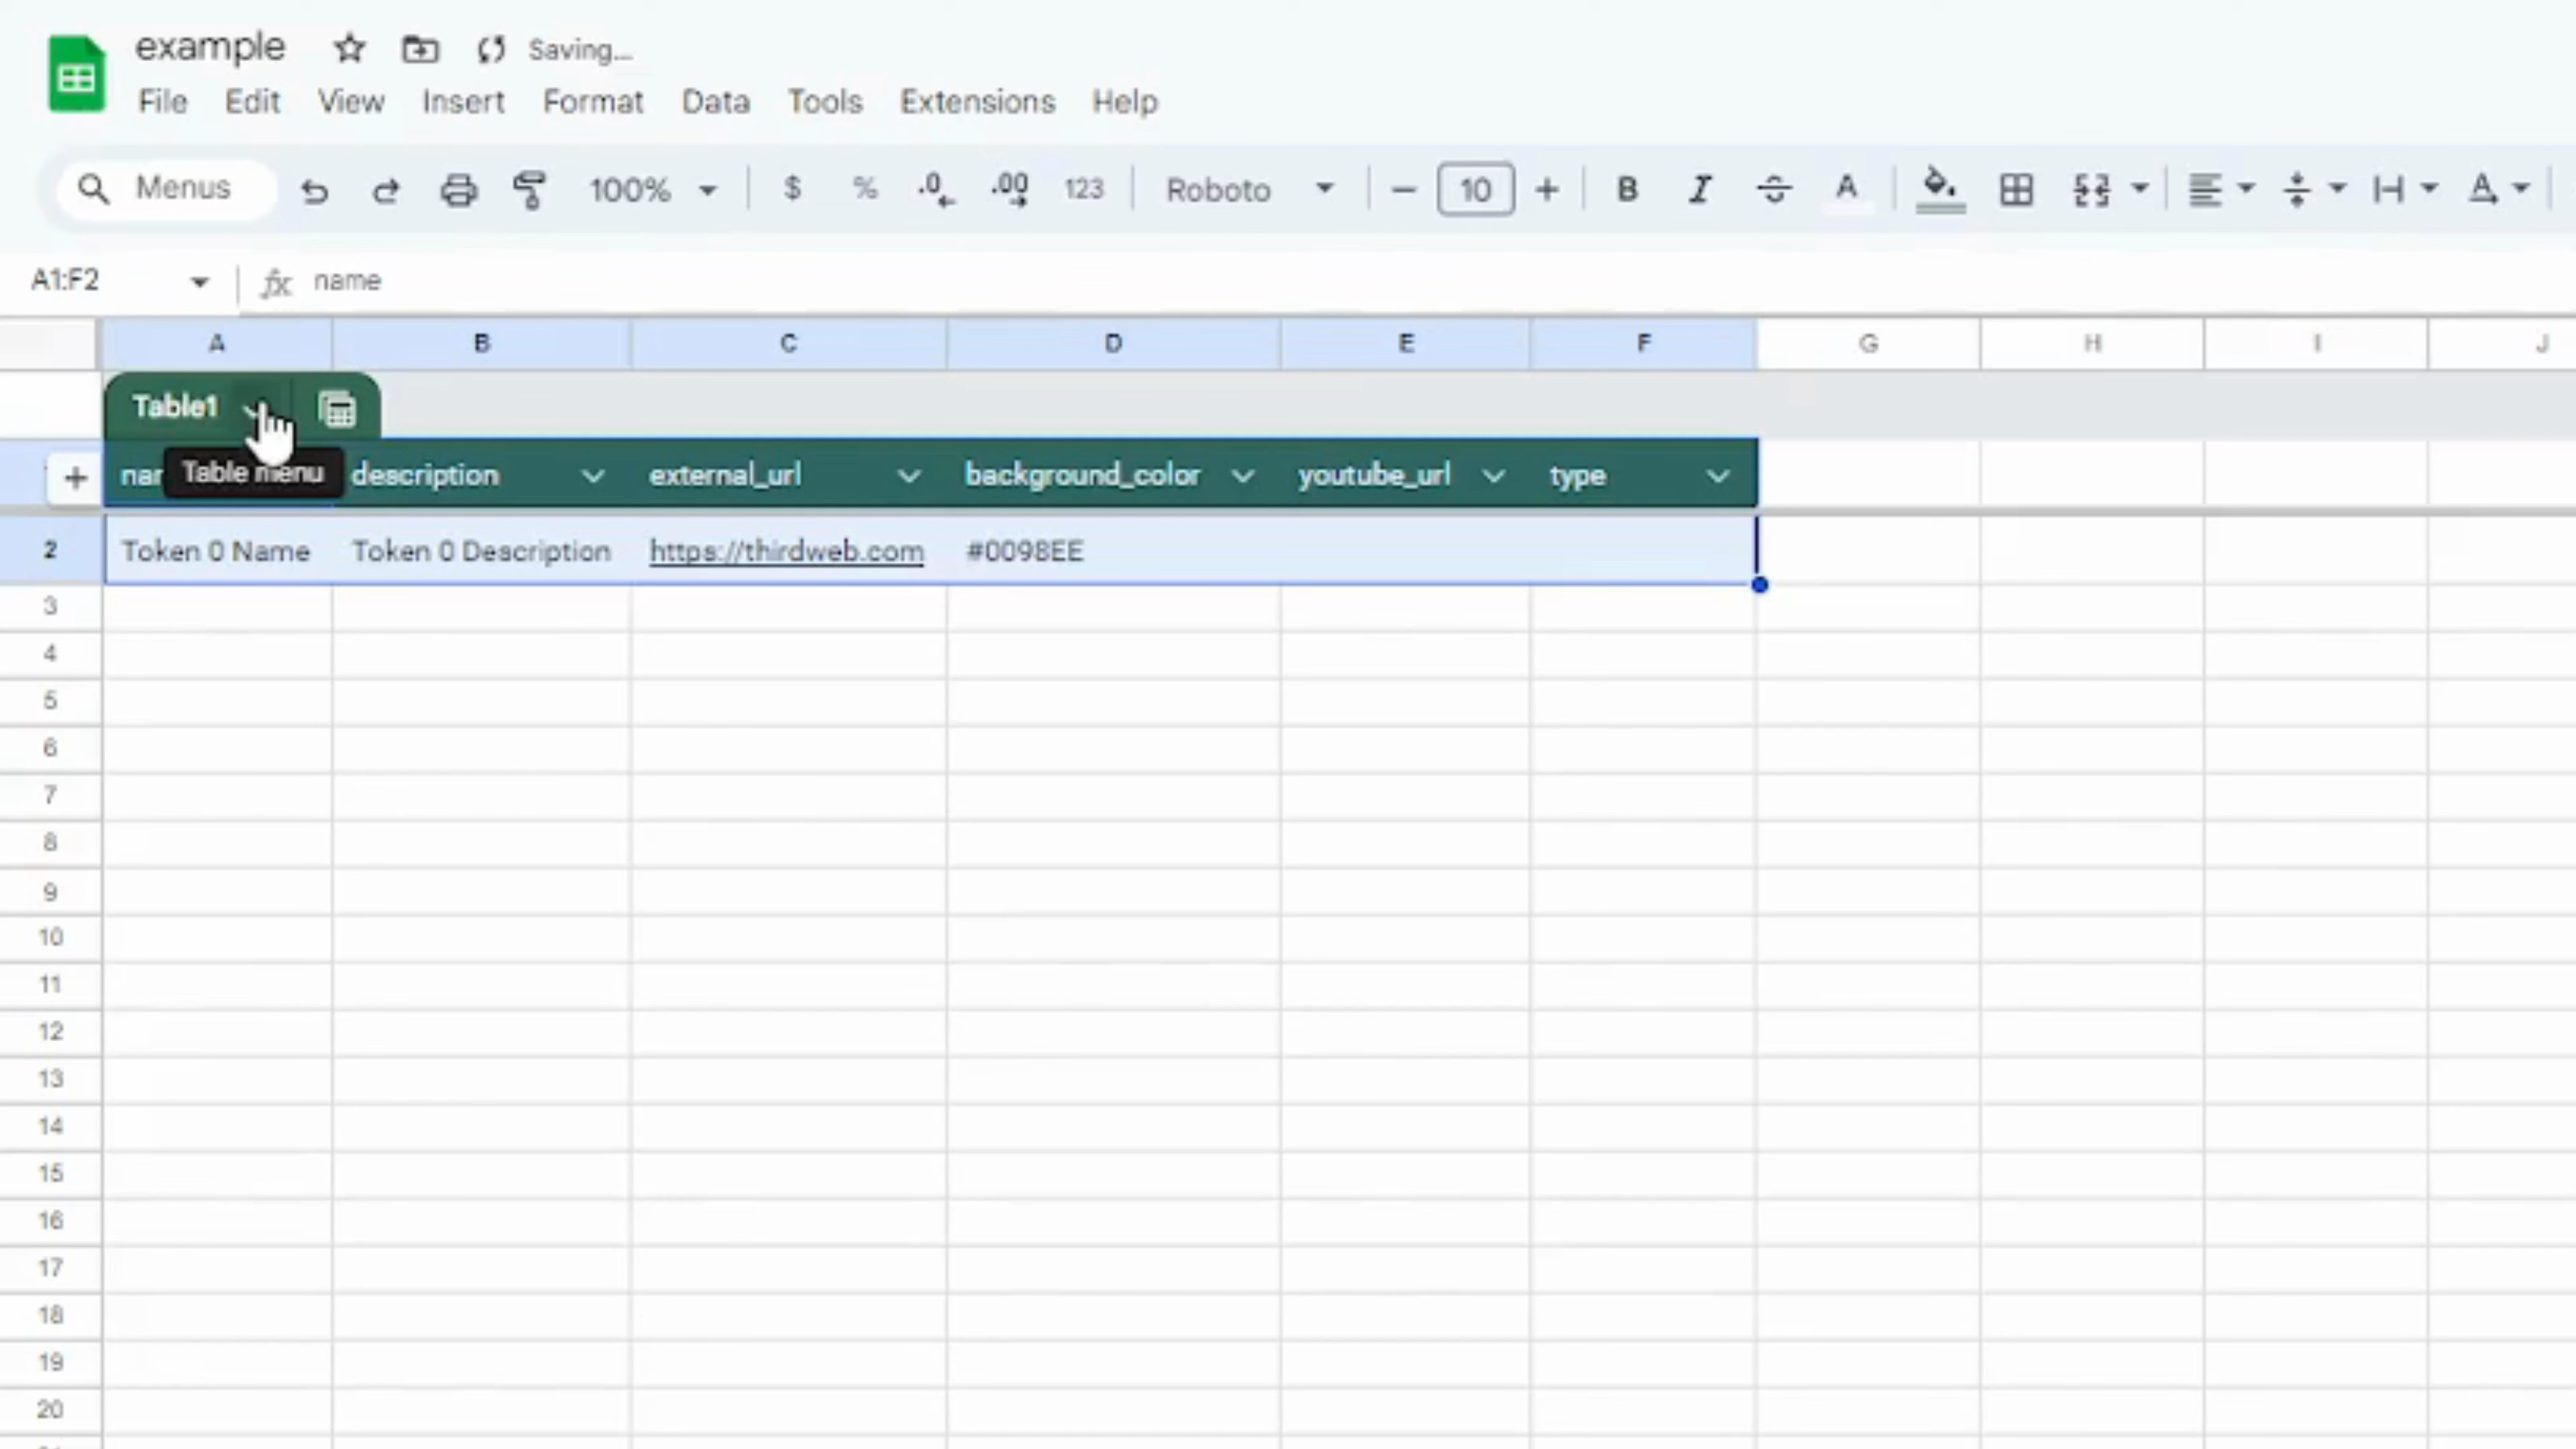 example Saving...
File Edit View Insert Format Data Tools Extensions Help
Menus 100% $ % .0 .00 123 Roboto 10 B I S A
A1:F2 fx name
A B C D E F G H I J
Table1
Table menu description external_url background_color youtube_url type
2 Token 0 Name Token 0 Description https://thirdweb.com #0098EE
3
4
5
6
7
8
9
10
11
12
13
14
15
16
17
18
19
20